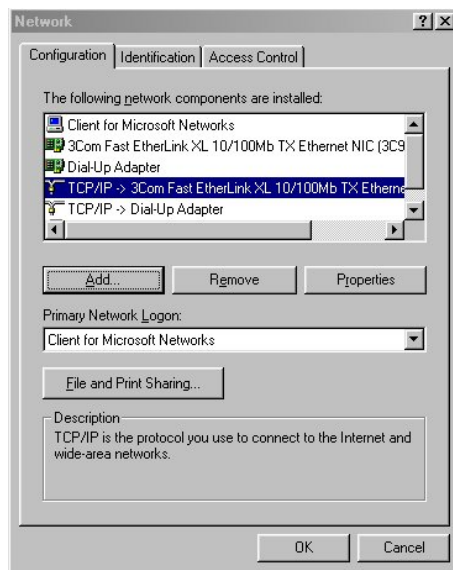 Network
Configuration Identification Access Control
The following network components are installed:
Client for Microsoft Networks
3Com Fast EtherLink XL 10/100Mb TX Ethernet NIC (3C9
Dial-Up Adapter
TCP/IP -> 3Com Fast EtherLink XL 10/100Mb TX Etherne
TCP/IP -> Dial-Up Adapter
Add... Remove Properties
Primary Network Logon:
Client for Microsoft Networks
File and Print Sharing...
Description
TCP/IP is the protocol you use to connect to the Internet and
wide-area networks.
OK Cancel